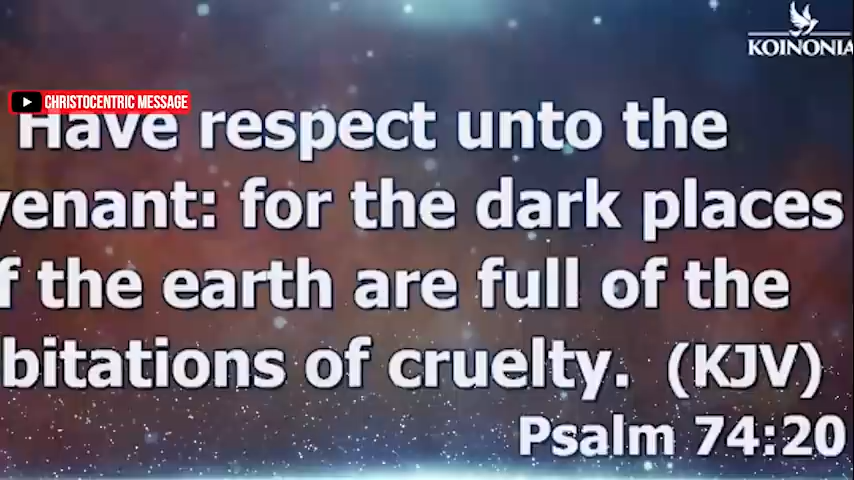 KOINONIA
CHRISTOCENTRIC MESSAGE
Have respect unto the
venant: for the dark places
f the earth are full of the
bitations of cruelty. (KJV)
Psalm 74:20